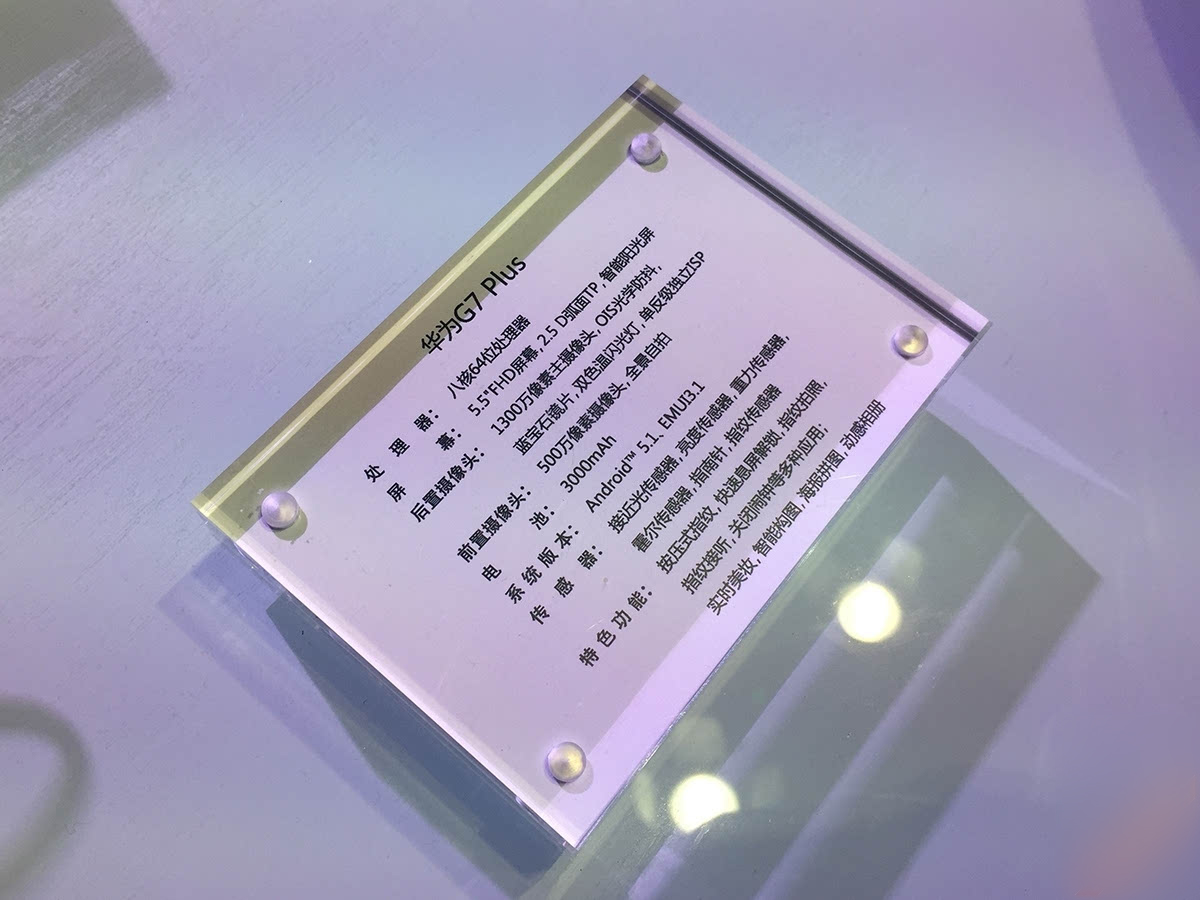 华为G7 Plus
处理器： 八核64位处理器
屏幕： 5.5"FHD屏幕，2.5 D弧面TP，智能阳光屏
后置摄像头： 1300万像素主摄像头，OIS光学防抖，
蓝宝石镜片，双色温闪光灯，单反级独立ISP
前置摄像头： 500万像素摄像头，全景自拍
电池： 3000mAh
系统版本： Android™ 5.1、EMUI3.1
传感器： 接近光传感器，亮度传感器，重力传感器，
霍尔传感器，指南针，指纹传感器
特色功能： 按压式指纹，快速息屏解锁，指纹拍照，
指纹接听，关闭闹钟等多种应用；
实时美妆，智能构图，海报拼图，动感相册